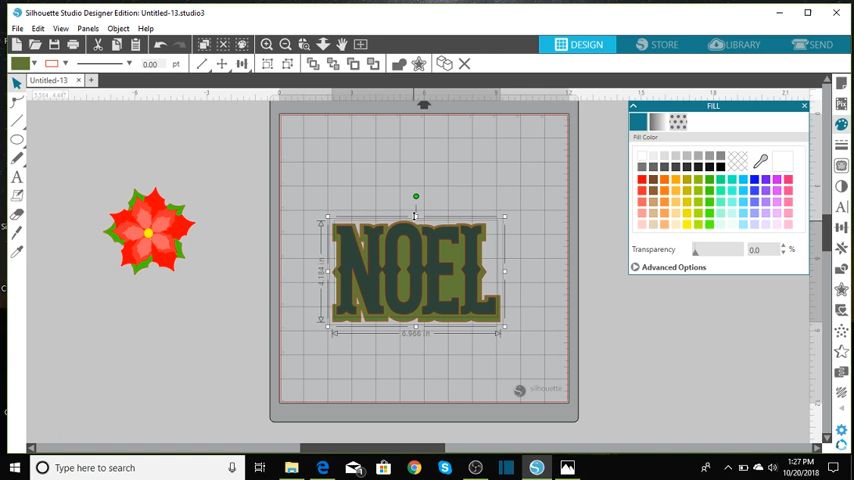 Silhouette Studio Designer Edition: Untitled-13.studio3
File Edit View Panels Object Help
DESIGN STORE LIBRARY SEND
0.00 pt
Untitled-13 × +
FILL
Fill Color
NOEL
4.184 in
6.966 in
Transparency 0.0 %
Advanced Options
silhouette
Type here to search
1:27 PM
10/20/2018